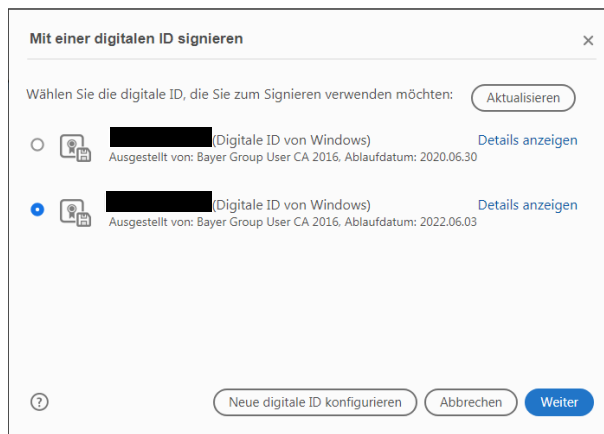 Mit einer digitalen ID signieren
Wählen Sie die digitale ID, die Sie zum Signieren verwenden möchten:
Aktualisieren
(Digitale ID von Windows)
Details anzeigen
Ausgestellt von: Bayer Group User CA 2016, Ablaufdatum: 2020.06.30
(Digitale ID von Windows)
Details anzeigen
Ausgestellt von: Bayer Group User CA 2016, Ablaufdatum: 2022.06.03
?
Neue digitale ID konfigurieren
Abbrechen
Weiter